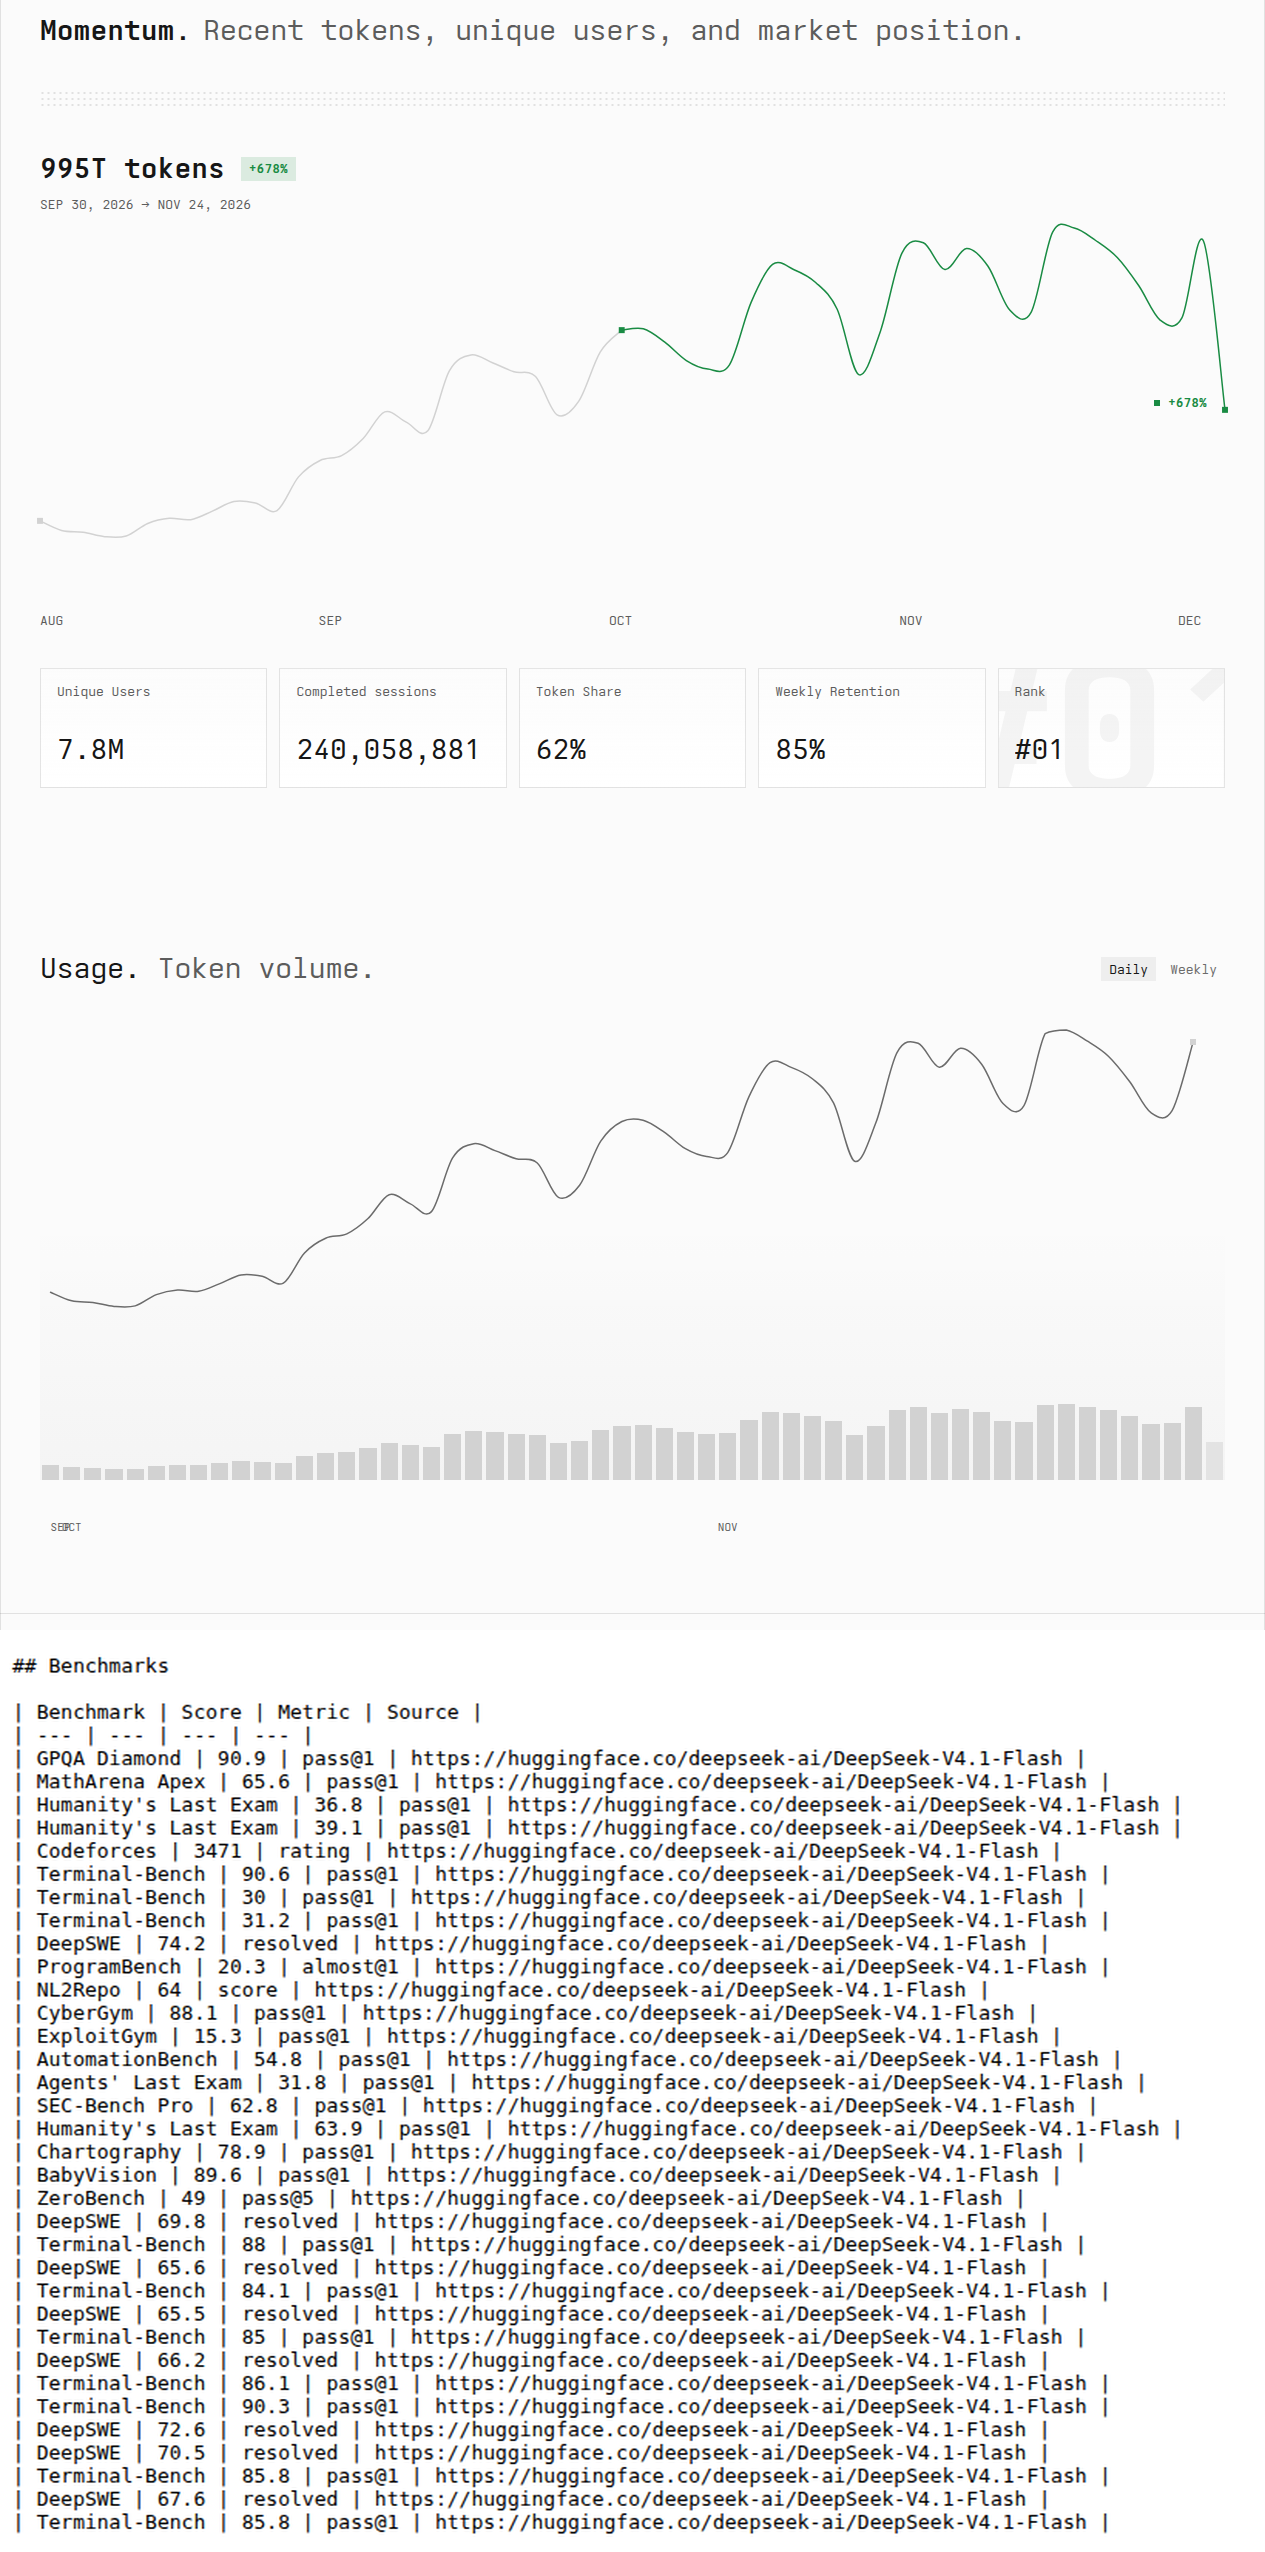 Momentum. Recent tokens, unique users, and market position.
995T tokens +678%
SEP 30, 2026 → NOV 24, 2026
+678%
AUG SEP OCT NOV DEC
Unique Users Completed sessions Token Share Weekly Retention Rank
7.8M 240,058,881 62% 85% #01
#01
Usage. Token volume. Daily Weekly
SEP OCT NOV
## Benchmarks
| Benchmark | Score | Metric | Source |
| --- | --- | --- | --- |
| GPQA Diamond | 90.9 | pass@1 | https://huggingface.co/deepseek-ai/DeepSeek-V4.1-Flash |
| MathArena Apex | 65.6 | pass@1 | https://huggingface.co/deepseek-ai/DeepSeek-V4.1-Flash |
| Humanity's Last Exam | 36.8 | pass@1 | https://huggingface.co/deepseek-ai/DeepSeek-V4.1-Flash |
| Humanity's Last Exam | 39.1 | pass@1 | https://huggingface.co/deepseek-ai/DeepSeek-V4.1-Flash |
| Codeforces | 3471 | rating | https://huggingface.co/deepseek-ai/DeepSeek-V4.1-Flash |
| Terminal-Bench | 90.6 | pass@1 | https://huggingface.co/deepseek-ai/DeepSeek-V4.1-Flash |
| Terminal-Bench | 30 | pass@1 | https://huggingface.co/deepseek-ai/DeepSeek-V4.1-Flash |
| Terminal-Bench | 31.2 | pass@1 | https://huggingface.co/deepseek-ai/DeepSeek-V4.1-Flash |
| DeepSWE | 74.2 | resolved | https://huggingface.co/deepseek-ai/DeepSeek-V4.1-Flash |
| ProgramBench | 20.3 | almost@1 | https://huggingface.co/deepseek-ai/DeepSeek-V4.1-Flash |
| NL2Repo | 64 | score | https://huggingface.co/deepseek-ai/DeepSeek-V4.1-Flash |
| CyberGym | 88.1 | pass@1 | https://huggingface.co/deepseek-ai/DeepSeek-V4.1-Flash |
| ExploitGym | 15.3 | pass@1 | https://huggingface.co/deepseek-ai/DeepSeek-V4.1-Flash |
| AutomationBench | 54.8 | pass@1 | https://huggingface.co/deepseek-ai/DeepSeek-V4.1-Flash |
| Agents' Last Exam | 31.8 | pass@1 | https://huggingface.co/deepseek-ai/DeepSeek-V4.1-Flash |
| SEC-Bench Pro | 62.8 | pass@1 | https://huggingface.co/deepseek-ai/DeepSeek-V4.1-Flash |
| Humanity's Last Exam | 63.9 | pass@1 | https://huggingface.co/deepseek-ai/DeepSeek-V4.1-Flash |
| Chartography | 78.9 | pass@1 | https://huggingface.co/deepseek-ai/DeepSeek-V4.1-Flash |
| BabyVision | 89.6 | pass@1 | https://huggingface.co/deepseek-ai/DeepSeek-V4.1-Flash |
| ZeroBench | 49 | pass@5 | https://huggingface.co/deepseek-ai/DeepSeek-V4.1-Flash |
| DeepSWE | 69.8 | resolved | https://huggingface.co/deepseek-ai/DeepSeek-V4.1-Flash |
| Terminal-Bench | 88 | pass@1 | https://huggingface.co/deepseek-ai/DeepSeek-V4.1-Flash |
| DeepSWE | 65.6 | resolved | https://huggingface.co/deepseek-ai/DeepSeek-V4.1-Flash |
| Terminal-Bench | 84.1 | pass@1 | https://huggingface.co/deepseek-ai/DeepSeek-V4.1-Flash |
| DeepSWE | 65.5 | resolved | https://huggingface.co/deepseek-ai/DeepSeek-V4.1-Flash |
| Terminal-Bench | 85 | pass@1 | https://huggingface.co/deepseek-ai/DeepSeek-V4.1-Flash |
| DeepSWE | 66.2 | resolved | https://huggingface.co/deepseek-ai/DeepSeek-V4.1-Flash |
| Terminal-Bench | 86.1 | pass@1 | https://huggingface.co/deepseek-ai/DeepSeek-V4.1-Flash |
| Terminal-Bench | 90.3 | pass@1 | https://huggingface.co/deepseek-ai/DeepSeek-V4.1-Flash |
| DeepSWE | 72.6 | resolved | https://huggingface.co/deepseek-ai/DeepSeek-V4.1-Flash |
| DeepSWE | 70.5 | resolved | https://huggingface.co/deepseek-ai/DeepSeek-V4.1-Flash |
| Terminal-Bench | 85.8 | pass@1 | https://huggingface.co/deepseek-ai/DeepSeek-V4.1-Flash |
| DeepSWE | 67.6 | resolved | https://huggingface.co/deepseek-ai/DeepSeek-V4.1-Flash |
| Terminal-Bench | 85.8 | pass@1 | https://huggingface.co/deepseek-ai/DeepSeek-V4.1-Flash |